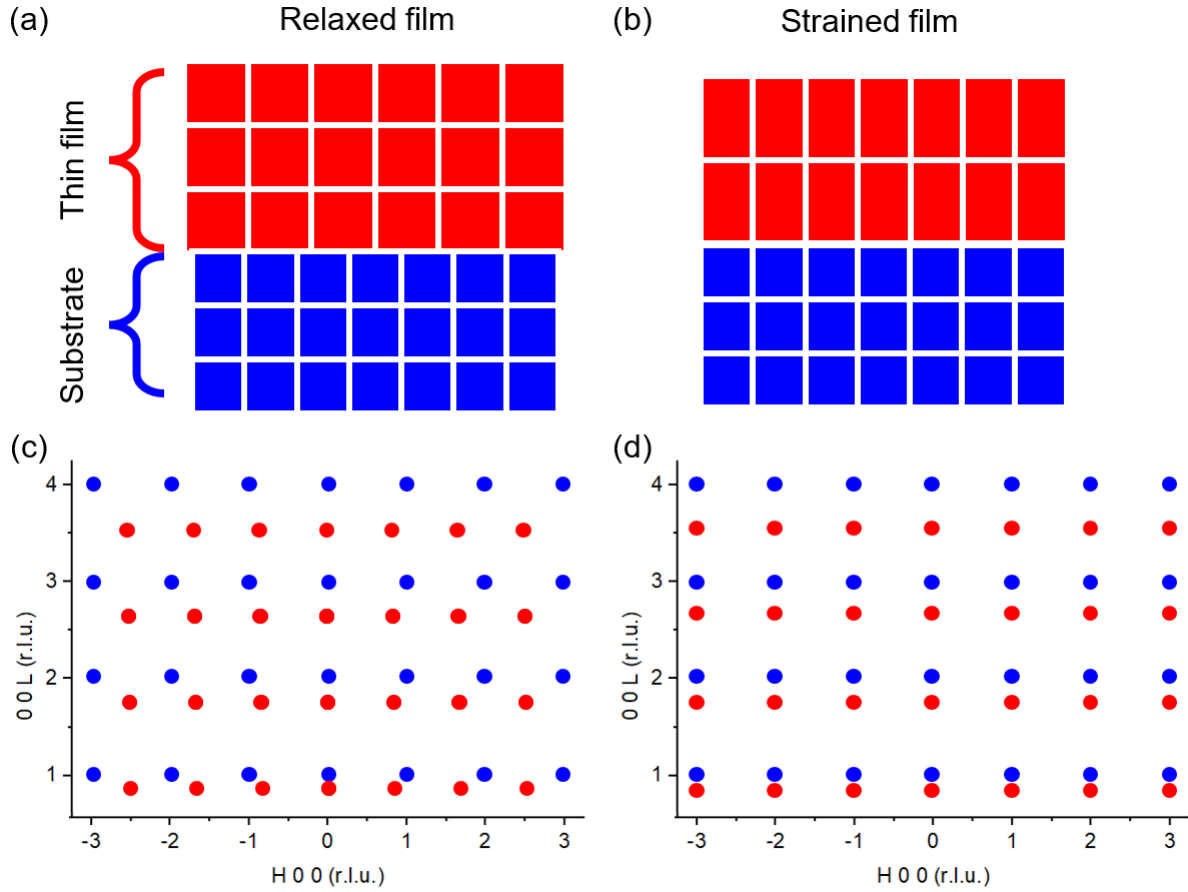 (a) Relaxed film
(b) Strained film
Thin film
Substrate
(c)
4
3
2
1
0 0 L (r.l.u.)
-3 -2 -1 0 1 2 3
H 0 0 (r.l.u.)
(d)
4
3
2
1
0 0 L (r.l.u.)
-3 -2 -1 0 1 2 3
H 0 0 (r.l.u.)